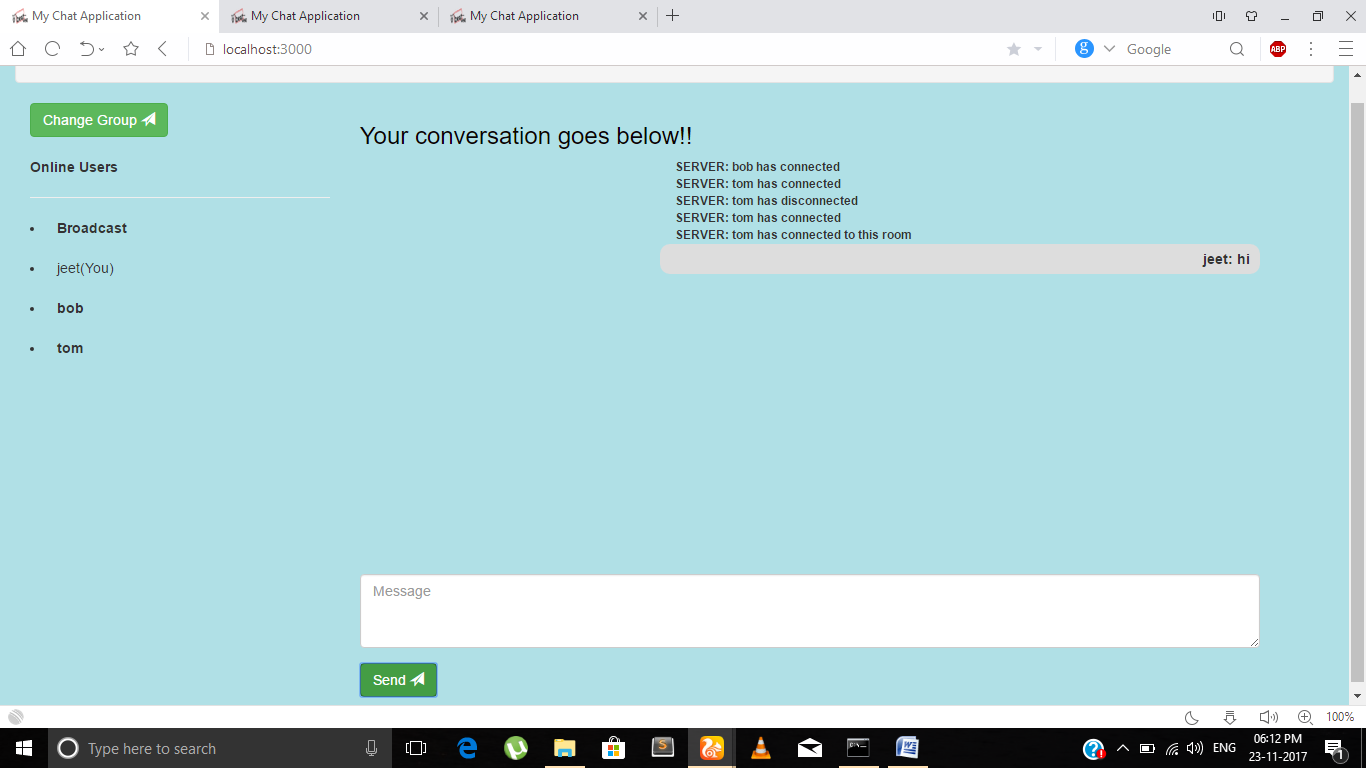 My Chat Application
My Chat Application
My Chat Application
localhost:3000
g
Google
ABP
Change Group
Your conversation goes below!!
Online Users
SERVER: bob has connected
SERVER: tom has connected
SERVER: tom has disconnected
SERVER: tom has connected
SERVER: tom has connected to this room
Broadcast
jeet: hi
jeet(You)
bob
tom
Message
Send
100%
Type here to search
ENG
06:12 PM
23-11-2017
1